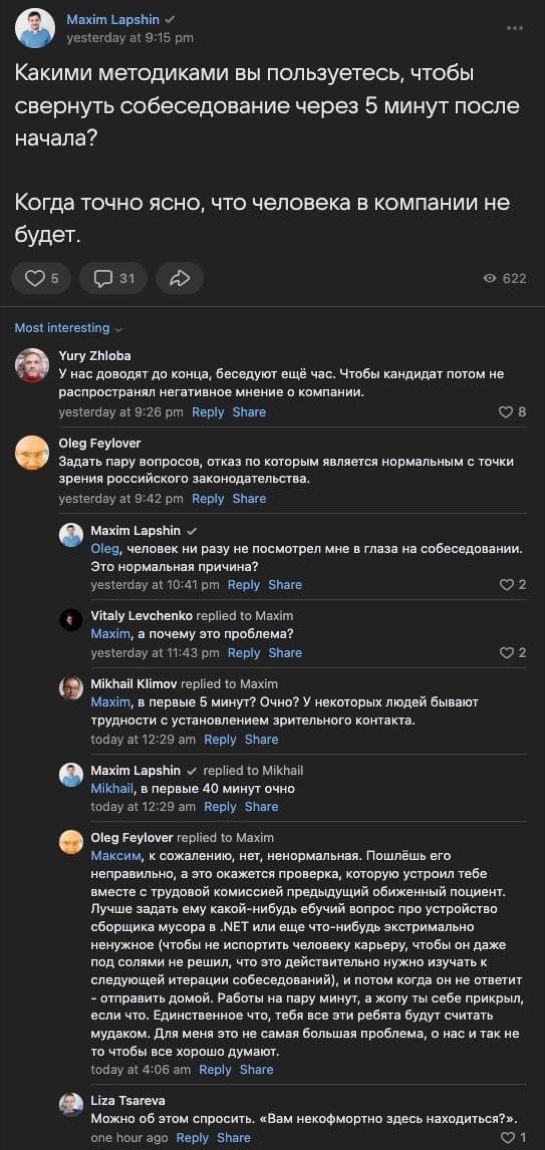 Maxim Lapshin
yesterday at 9:15 pm
Какими методиками вы пользуетесь, чтобы
свернуть собеседование через 5 минут после
начала?
Когда точно ясно, что человека в компании не
будет.
5 31 622
Most interesting
Yury Zhloba
У нас доводят до конца, беседуют ещё час. Чтобы кандидат потом не
распространял негативное мнение о компании.
yesterday at 9:26 pm Reply Share 8
Oleg Feylover
Задать пару вопросов, отказ по которым является нормальным с точки
зрения российского законодательства.
yesterday at 9:42 pm Reply Share
Maxim Lapshin
Oleg, человек ни разу не посмотрел мне в глаза на собеседовании.
Это нормальная причина?
yesterday at 10:41 pm Reply Share 2
Vitaly Levchenko replied to Maxim
Maxim, а почему это проблема?
yesterday at 11:43 pm Reply Share 2
Mikhail Klimov replied to Maxim
Maxim, в первые 5 минут? Очно? У некоторых людей бывают
трудности с установлением зрительного контакта.
today at 12:29 am Reply Share
Maxim Lapshin replied to Mikhail
Mikhail, в первые 40 минут очно
today at 12:29 am Reply Share
Oleg Feylover replied to Maxim
Максим, к сожалению, нет, ненормальная. Пошлёшь его
неправильно, а это окажется проверка, которую устроил тебе
вместе с трудовой комиссией предыдущий обиженный поциент.
Лучше задать ему какой-нибудь ебучий вопрос про устройство
сборщика мусора в .NET или еще что-нибудь экстримально
ненужное (чтобы не испортить человеку карьеру, чтобы он даже
под солями не решил, что это действительно нужно изучать к
следующей итерации собеседований), и потом когда он не ответит
- отправить домой. Работы на пару минут, а жопу ты себе прикрыл,
если что. Единственное что, тебя все эти ребята будут считать
мудаком. Для меня это не самая большая проблема, о нас и так не
то чтобы все хорошо думают.
today at 4:06 am Reply Share
Liza Tsareva
Можно об этом спросить. «Вам некофмортно здесь находиться?».
one hour ago Reply Share 1